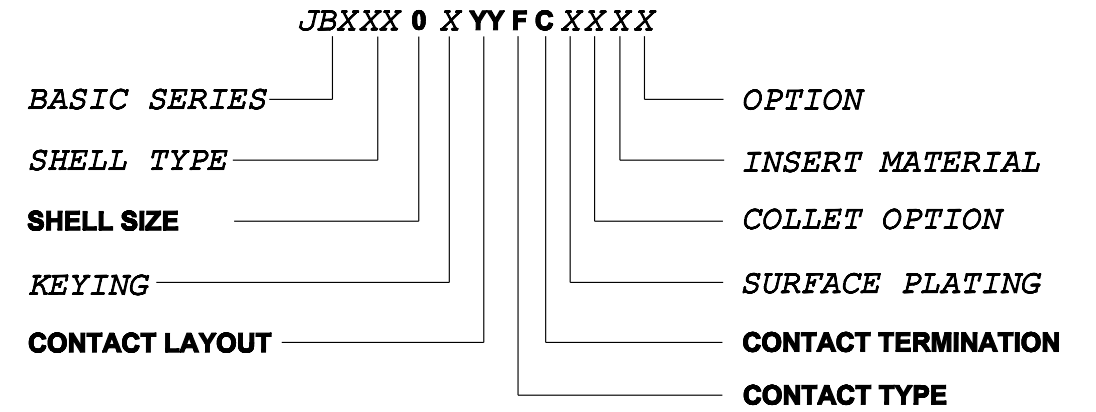 JBXXX 0 X YY F C X X X X
BASIC SERIES
SHELL TYPE
SHELL SIZE
KEYING
CONTACT LAYOUT
OPTION
INSERT MATERIAL
COLLET OPTION
SURFACE PLATING
CONTACT TERMINATION
CONTACT TYPE